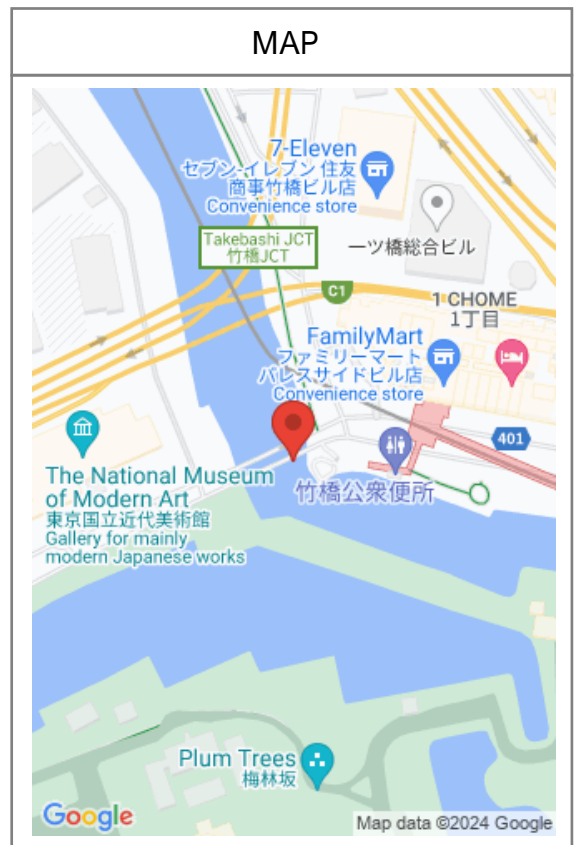 MAP
7-Eleven
セブン-イレブン 住友
商事竹橋ビル店
Convenience store
Takebashi JCT
竹橋JCT
一ツ橋総合ビル
C1
1 CHOME
1丁目
FamilyMart
ファミリーマート
パレスサイドビル店
Convenience store
401
The National Museum
of Modern Art
東京国立近代美術館
Gallery for mainly
modern Japanese works
竹橋公衆便所
Plum Trees
梅林坂
Google
Map data ©2024 Google